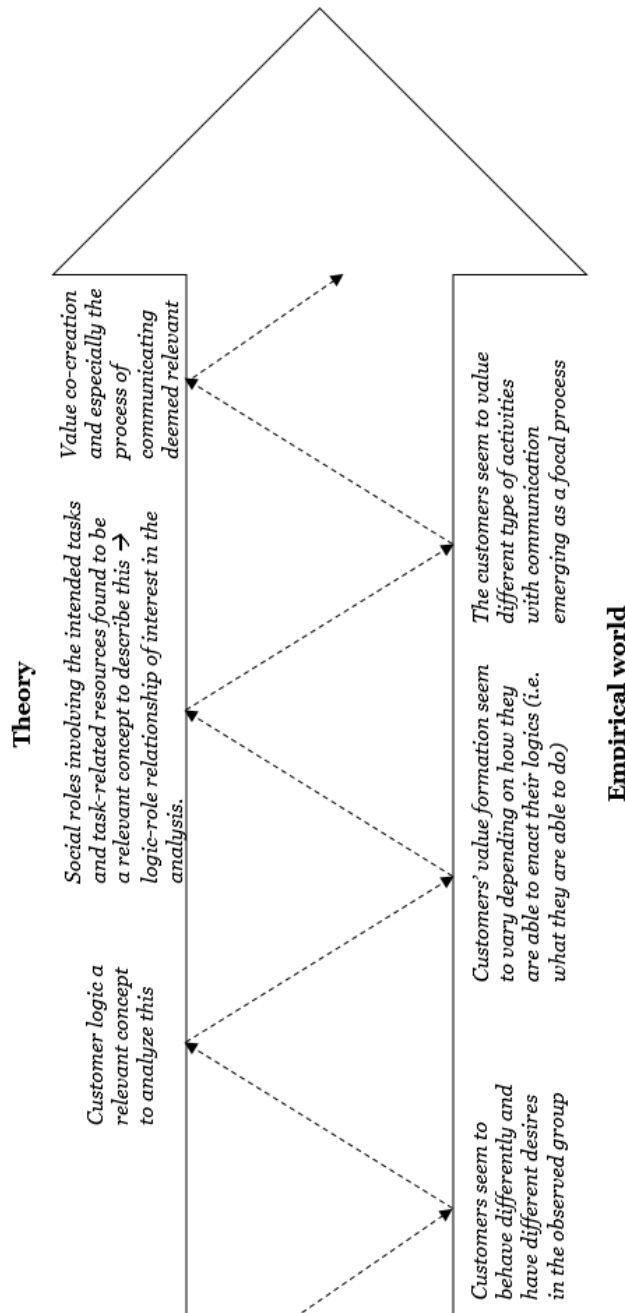 Theory
Customer logic a
relevant concept
to analyze this
Social roles involving the intended tasks
and task-related resources found to be
a relevant concept to describe this →
logic-role relationship of interest in the
analysis.
Value co-creation
and especially the
process of
communicating
deemed relevant
Customers seem to
behave differently and
have different desires
in the observed group
Customers' value formation seem
to vary depending on how they
are able to enact their logics (i.e.
what they are able to do)
The customers seem to value
different type of activities
with communication
emerging as a focal process
Empirical world